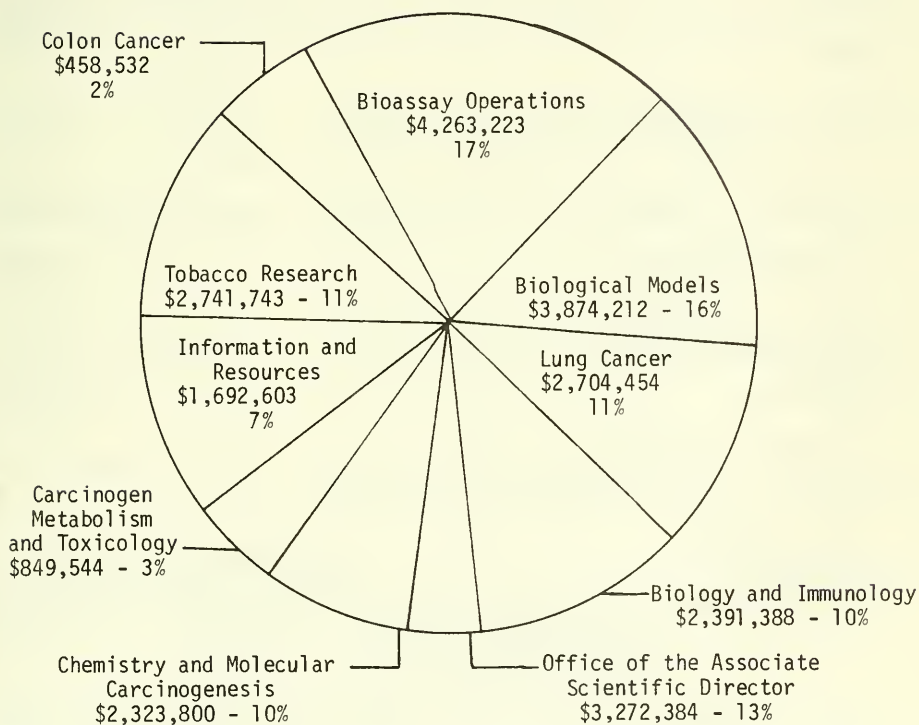 Colon Cancer
$458,532
2%
Bioassay Operations
$4,263,223
17%
Tobacco Research
$2,741,743 - 11%
Biological Models
$3,874,212 - 16%
Information and
Resources
$1,692,603
7%
Lung Cancer
$2,704,454
11%
Carcinogen
Metabolism
and Toxicology
$849,544 - 3%
Biology and Immunology
$2,391,388 - 10%
Chemistry and Molecular
Carcinogenesis
$2,323,800 - 10%
Office of the Associate
Scientific Director
$3,272,384 - 13%